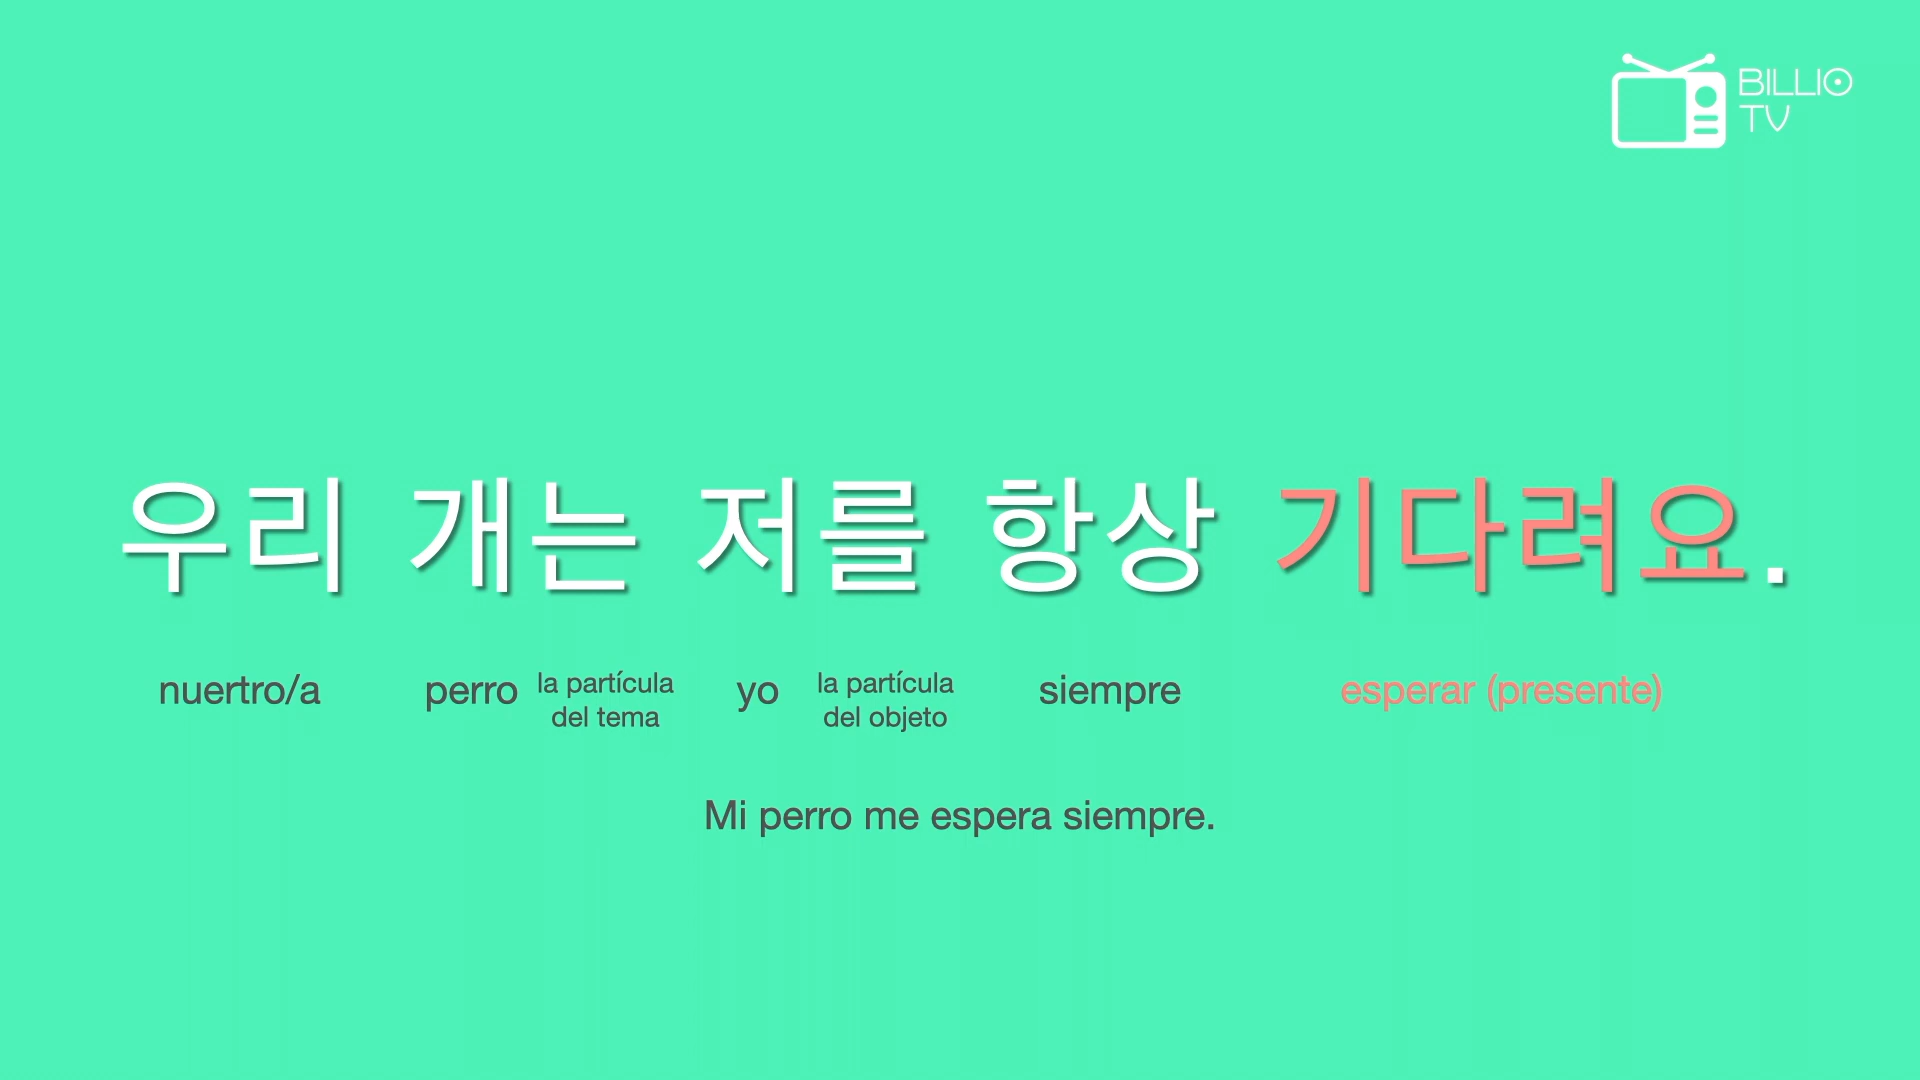 BILLIO
TV
우리 개는 저를 항상 기다려요.
nuertro/a perro la partícula del tema yo la partícula del objeto siempre esperar (presente)
Mi perro me espera siempre.